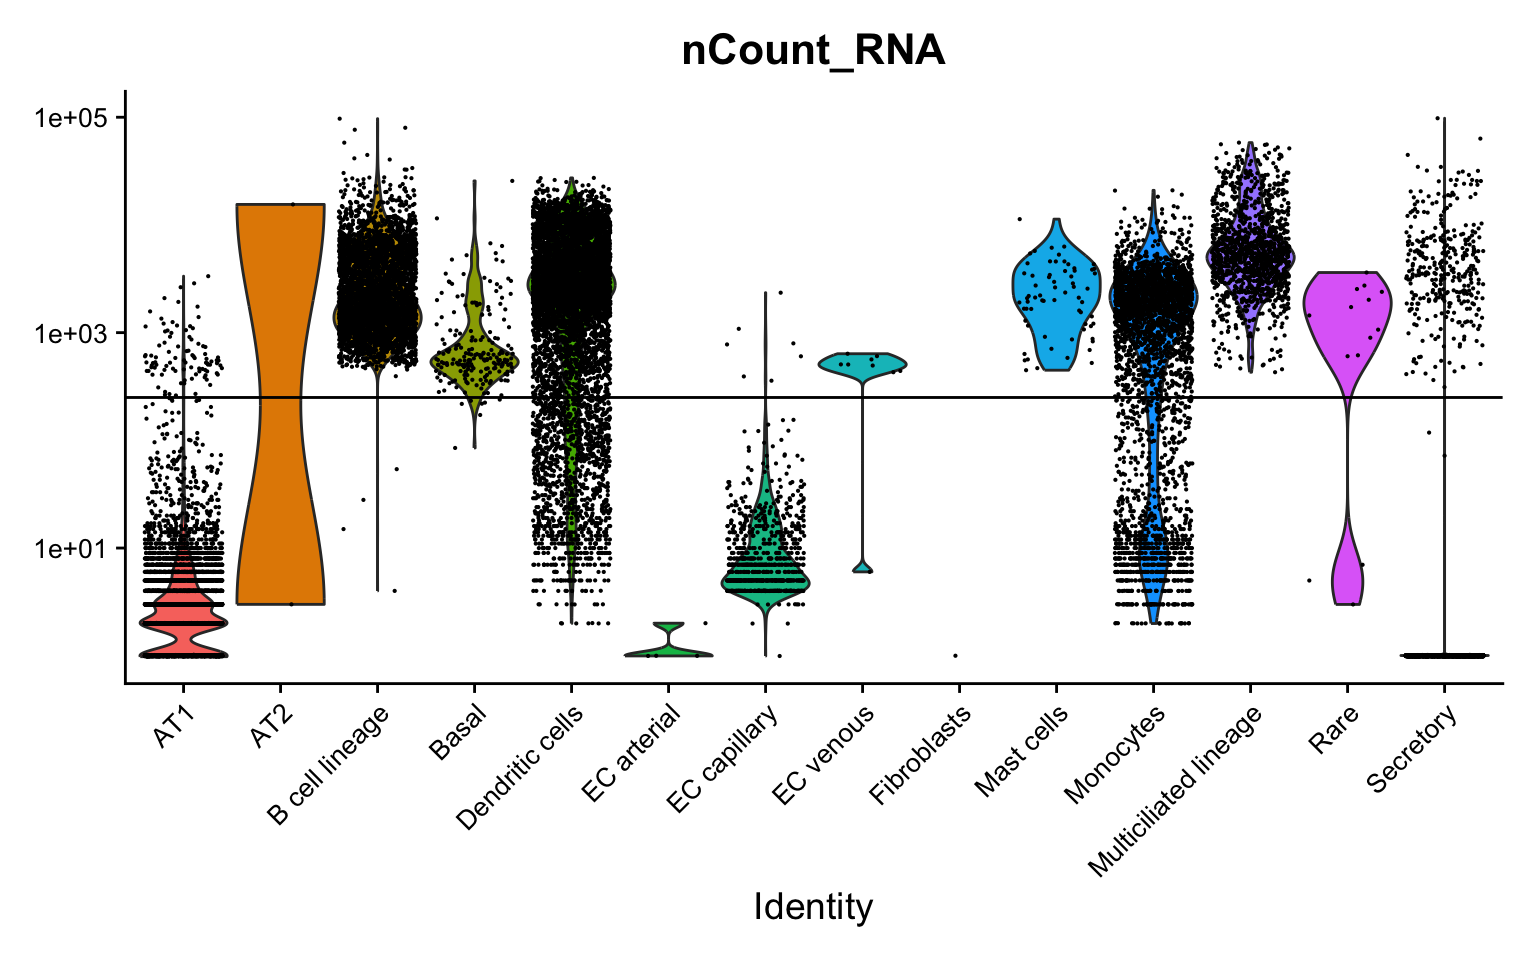 nCount_RNA
1e+05
1e+03
1e+01
AT1
AT2
B cell lineage
Basal
Dendritic cells
EC arterial
EC capillary
EC venous
Fibroblasts
Mast cells
Monocytes
Multiciliated lineage
Rare
Secretory
Identity